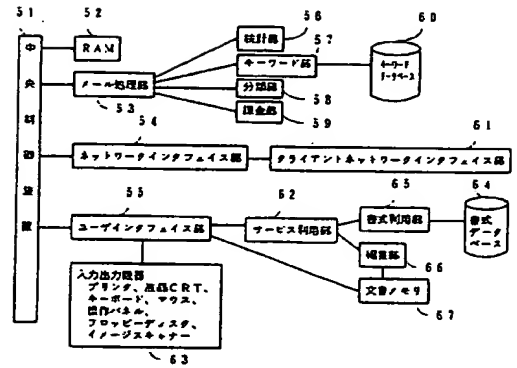 51
52
56
57
60
中央制御装置
RAM
統計部
キーワード部
キーワード
データベース
メール処理部
53
分類部
58
課金部
59
54
61
ネットワークインタフェイス部
クライアントネットワークインタフェイス部
55
62
65
64
ユーザインタフェイス部
サービス利用部
書式利用部
書式
データ
ベース
編集部
66
文書メモリ
67
入力出力機器
プリンタ、液晶CRT、
キーボード、マウス、
操作パネル、
フロッピーディスク、
イメージスキャナー
63